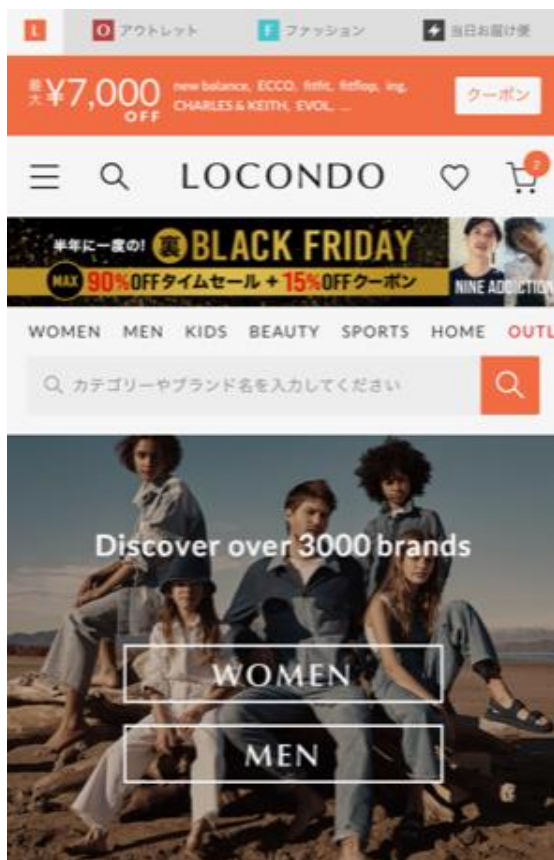 L
O アウトレット
F ファッション
当日お届け便
最大 ¥7,000 OFF
new balance, ECCO, fitfit, fitflop, ing,
CHARLES & KEITH, EVOL, ...
クーポン
LOCONDO
2
半年に一度の! 裏 BLACK FRIDAY
MAX 90%OFFタイムセール + 15%OFFクーポン
NINE ADDICTION
WOMEN MEN KIDS BEAUTY SPORTS HOME OUTL
カテゴリーやブランド名を入力してください
Discover over 3000 brands
WOMEN
MEN